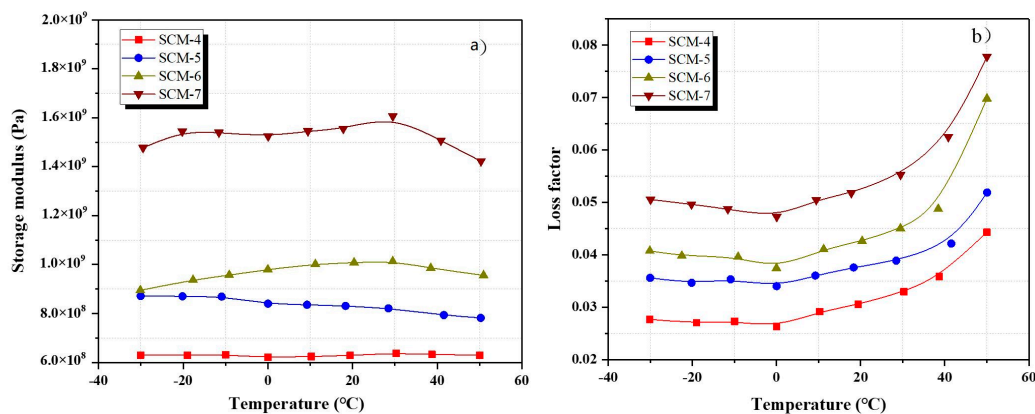 a)
SCM-4
SCM-5
SCM-6
SCM-7
2.0×10⁹
1.8×10⁹
1.6×10⁹
1.4×10⁹
1.2×10⁹
1.0×10⁹
8.0×10⁸
6.0×10⁸
Storage modulus (Pa)
-40 -20 0 20 40 60
Temperature (℃)
b)
SCM-4
SCM-5
SCM-6
SCM-7
0.08
0.07
0.06
0.05
0.04
0.03
0.02
Loss factor
-40 -20 0 20 40 60
Temperature (℃)